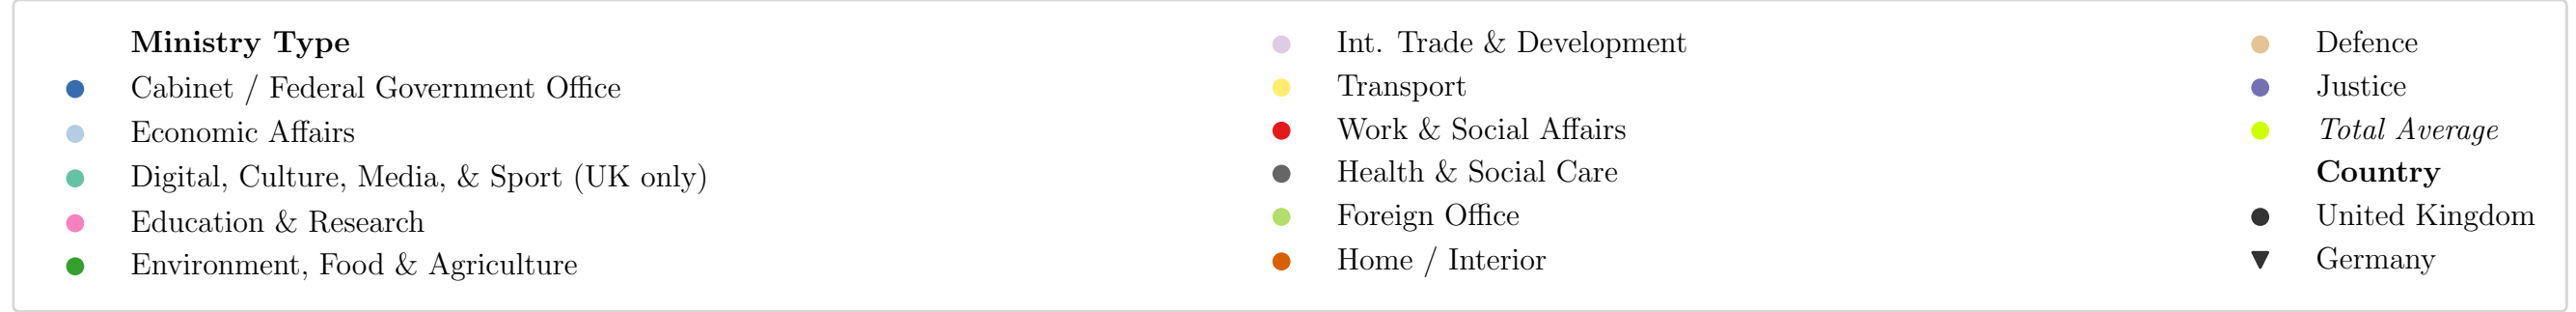 Ministry Type
Cabinet / Federal Government Office
Economic Affairs
Digital, Culture, Media, & Sport (UK only)
Education & Research
Environment, Food & Agriculture
Int. Trade & Development
Transport
Work & Social Affairs
Health & Social Care
Foreign Office
Home / Interior
Defence
Justice
Total Average
Country
United Kingdom
Germany